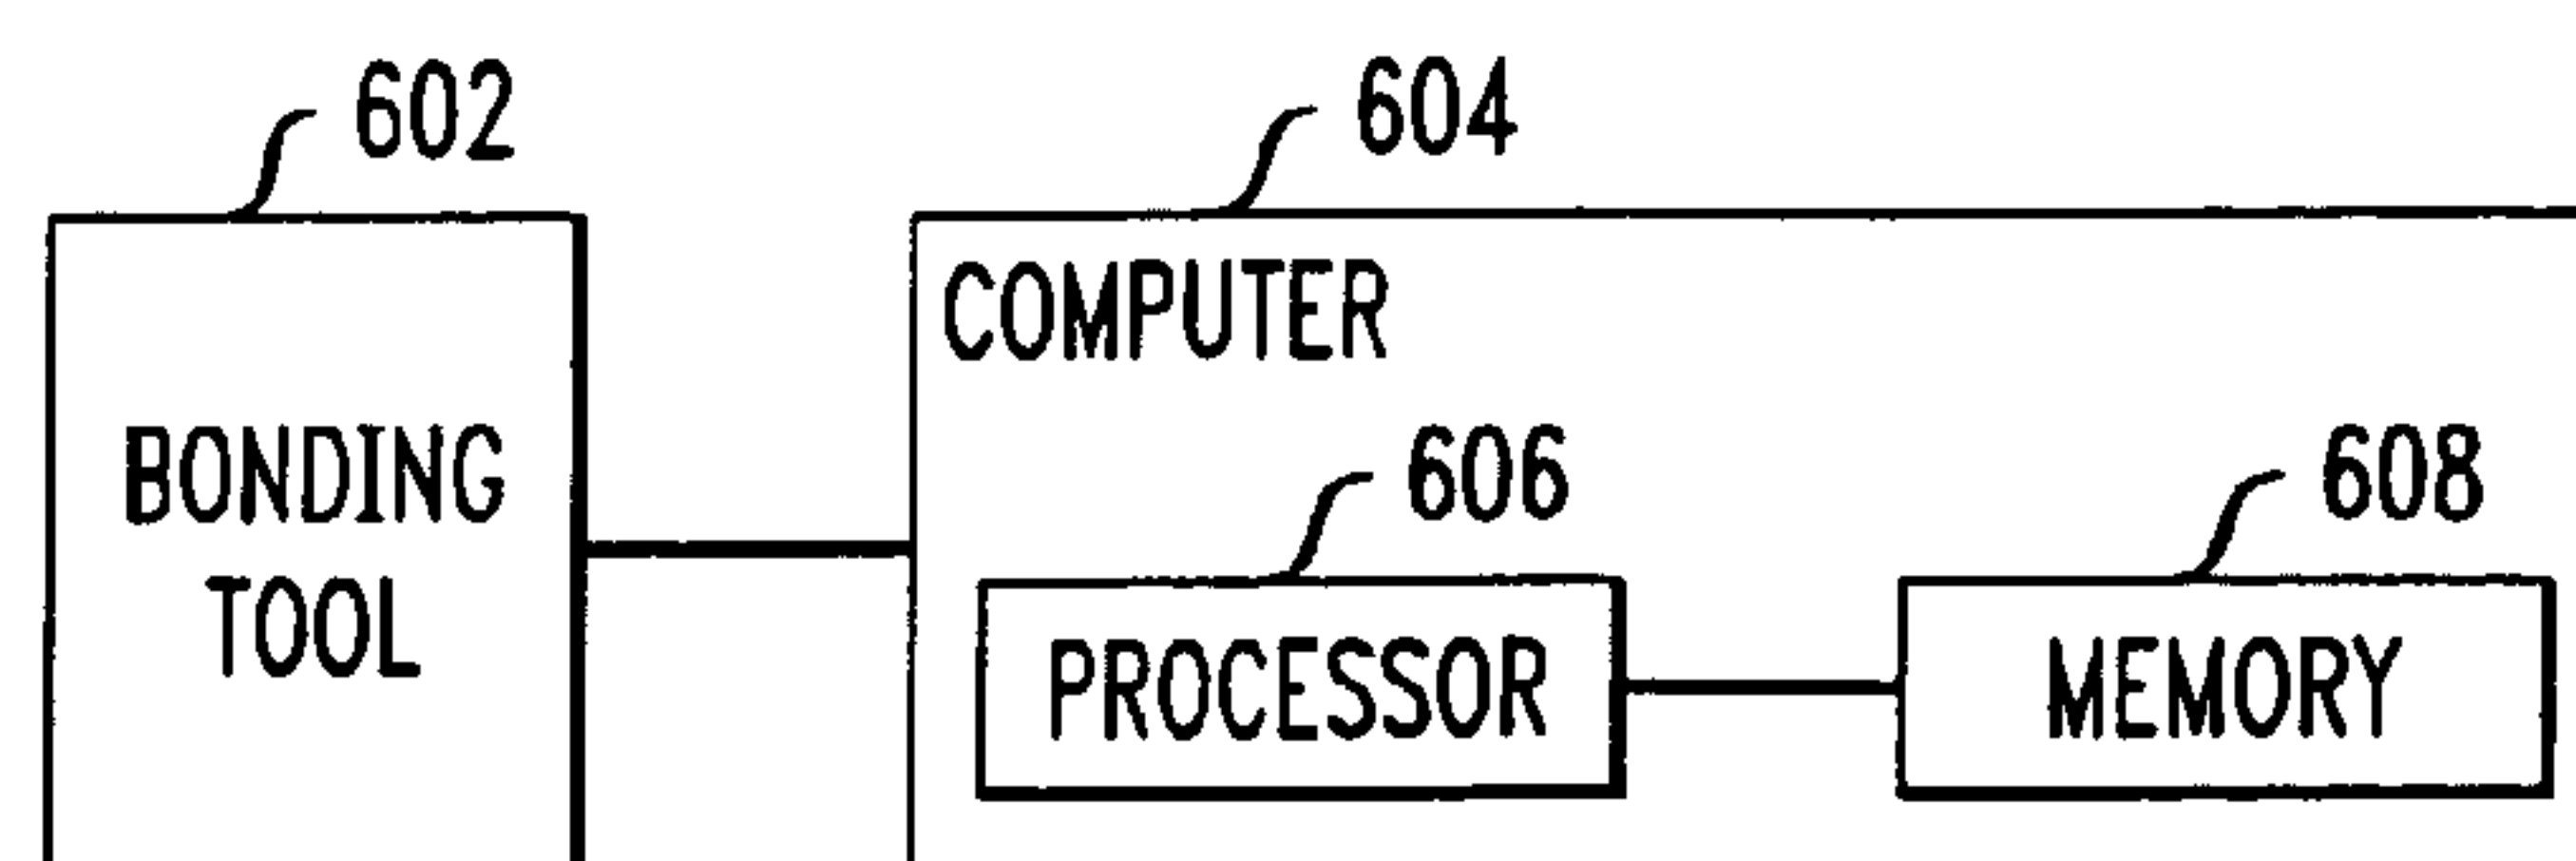 602
604
COMPUTER
BONDING
TOOL
606
608
PROCESSOR
MEMORY